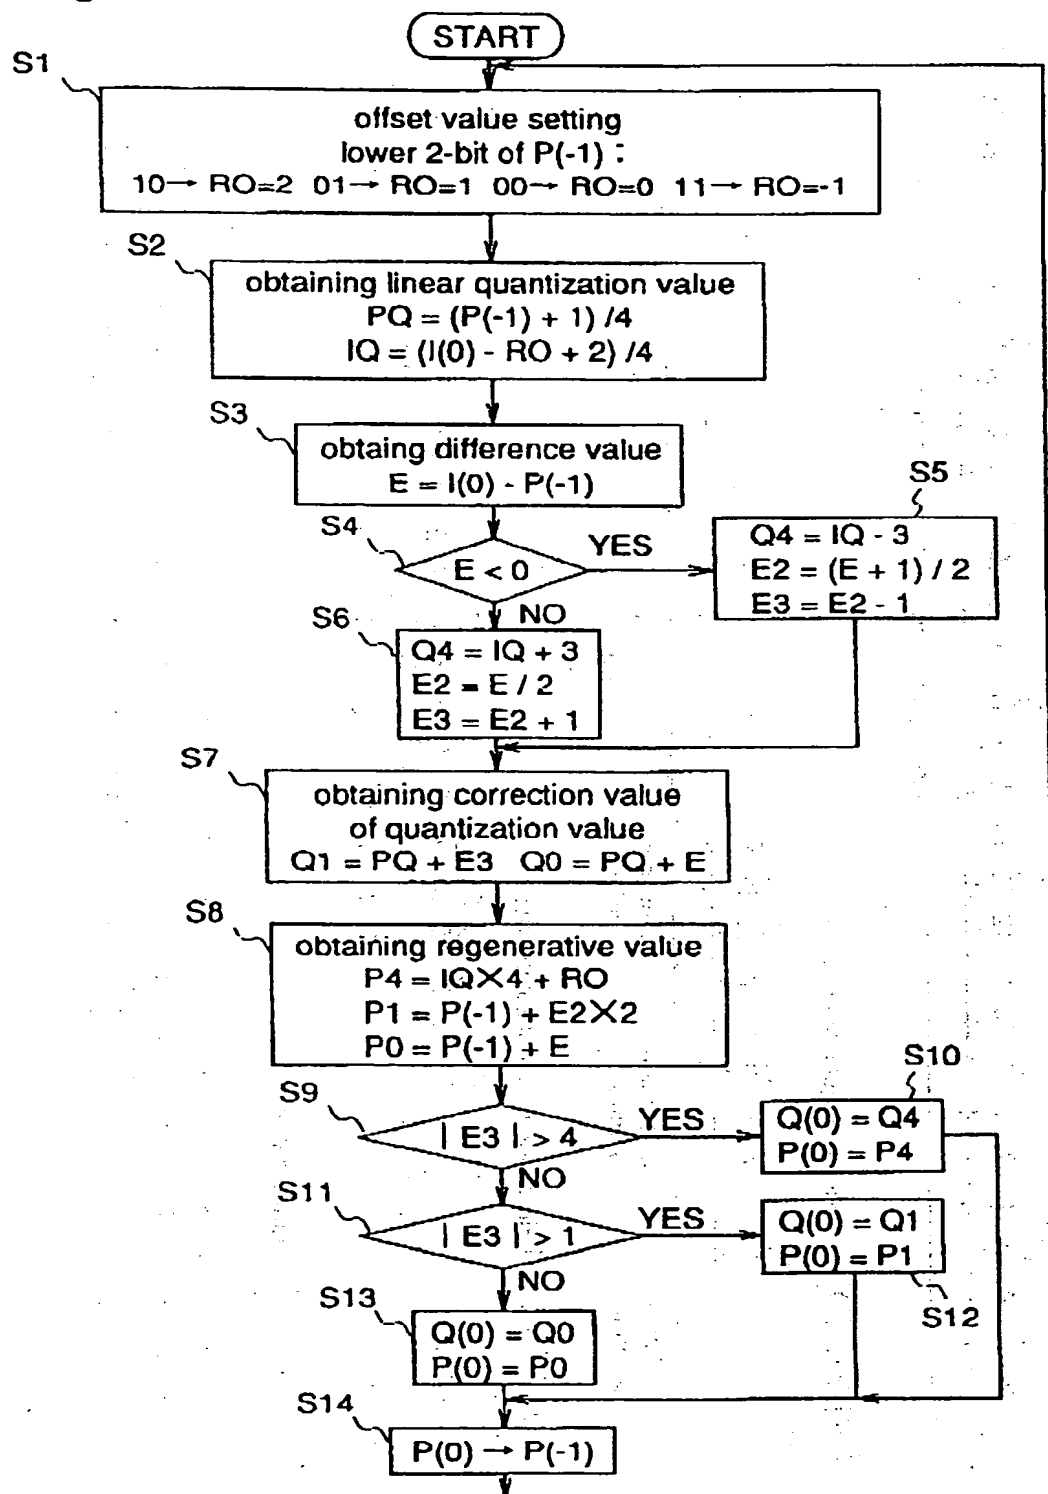 START
S1
offset value setting
lower 2-bit of P(-1) :
10→ RO=2 01→ RO=1 00→ RO=0 11→ RO=-1
S2
obtaining linear quantization value
PQ = (P(-1) + 1) /4
IQ = (I(0) - RO + 2) /4
S3
obtaing difference value
E = I(0) - P(-1)
S4
E < 0
YES
S5
Q4 = IQ - 3
E2 = (E + 1) / 2
E3 = E2 - 1
NO
S6
Q4 = IQ + 3
E2 = E / 2
E3 = E2 + 1
S7
obtaining correction value
of quantization value
Q1 = PQ + E3 Q0 = PQ + E
S8
obtaining regenerative value
P4 = IQ×4 + RO
P1 = P(-1) + E2×2
P0 = P(-1) + E
S9
| E3 | > 4
YES
S10
Q(0) = Q4
P(0) = P4
NO
S11
| E3 | > 1
YES
Q(0) = Q1
P(0) = P1
S12
NO
S13
Q(0) = Q0
P(0) = P0
S14
P(0) → P(-1)